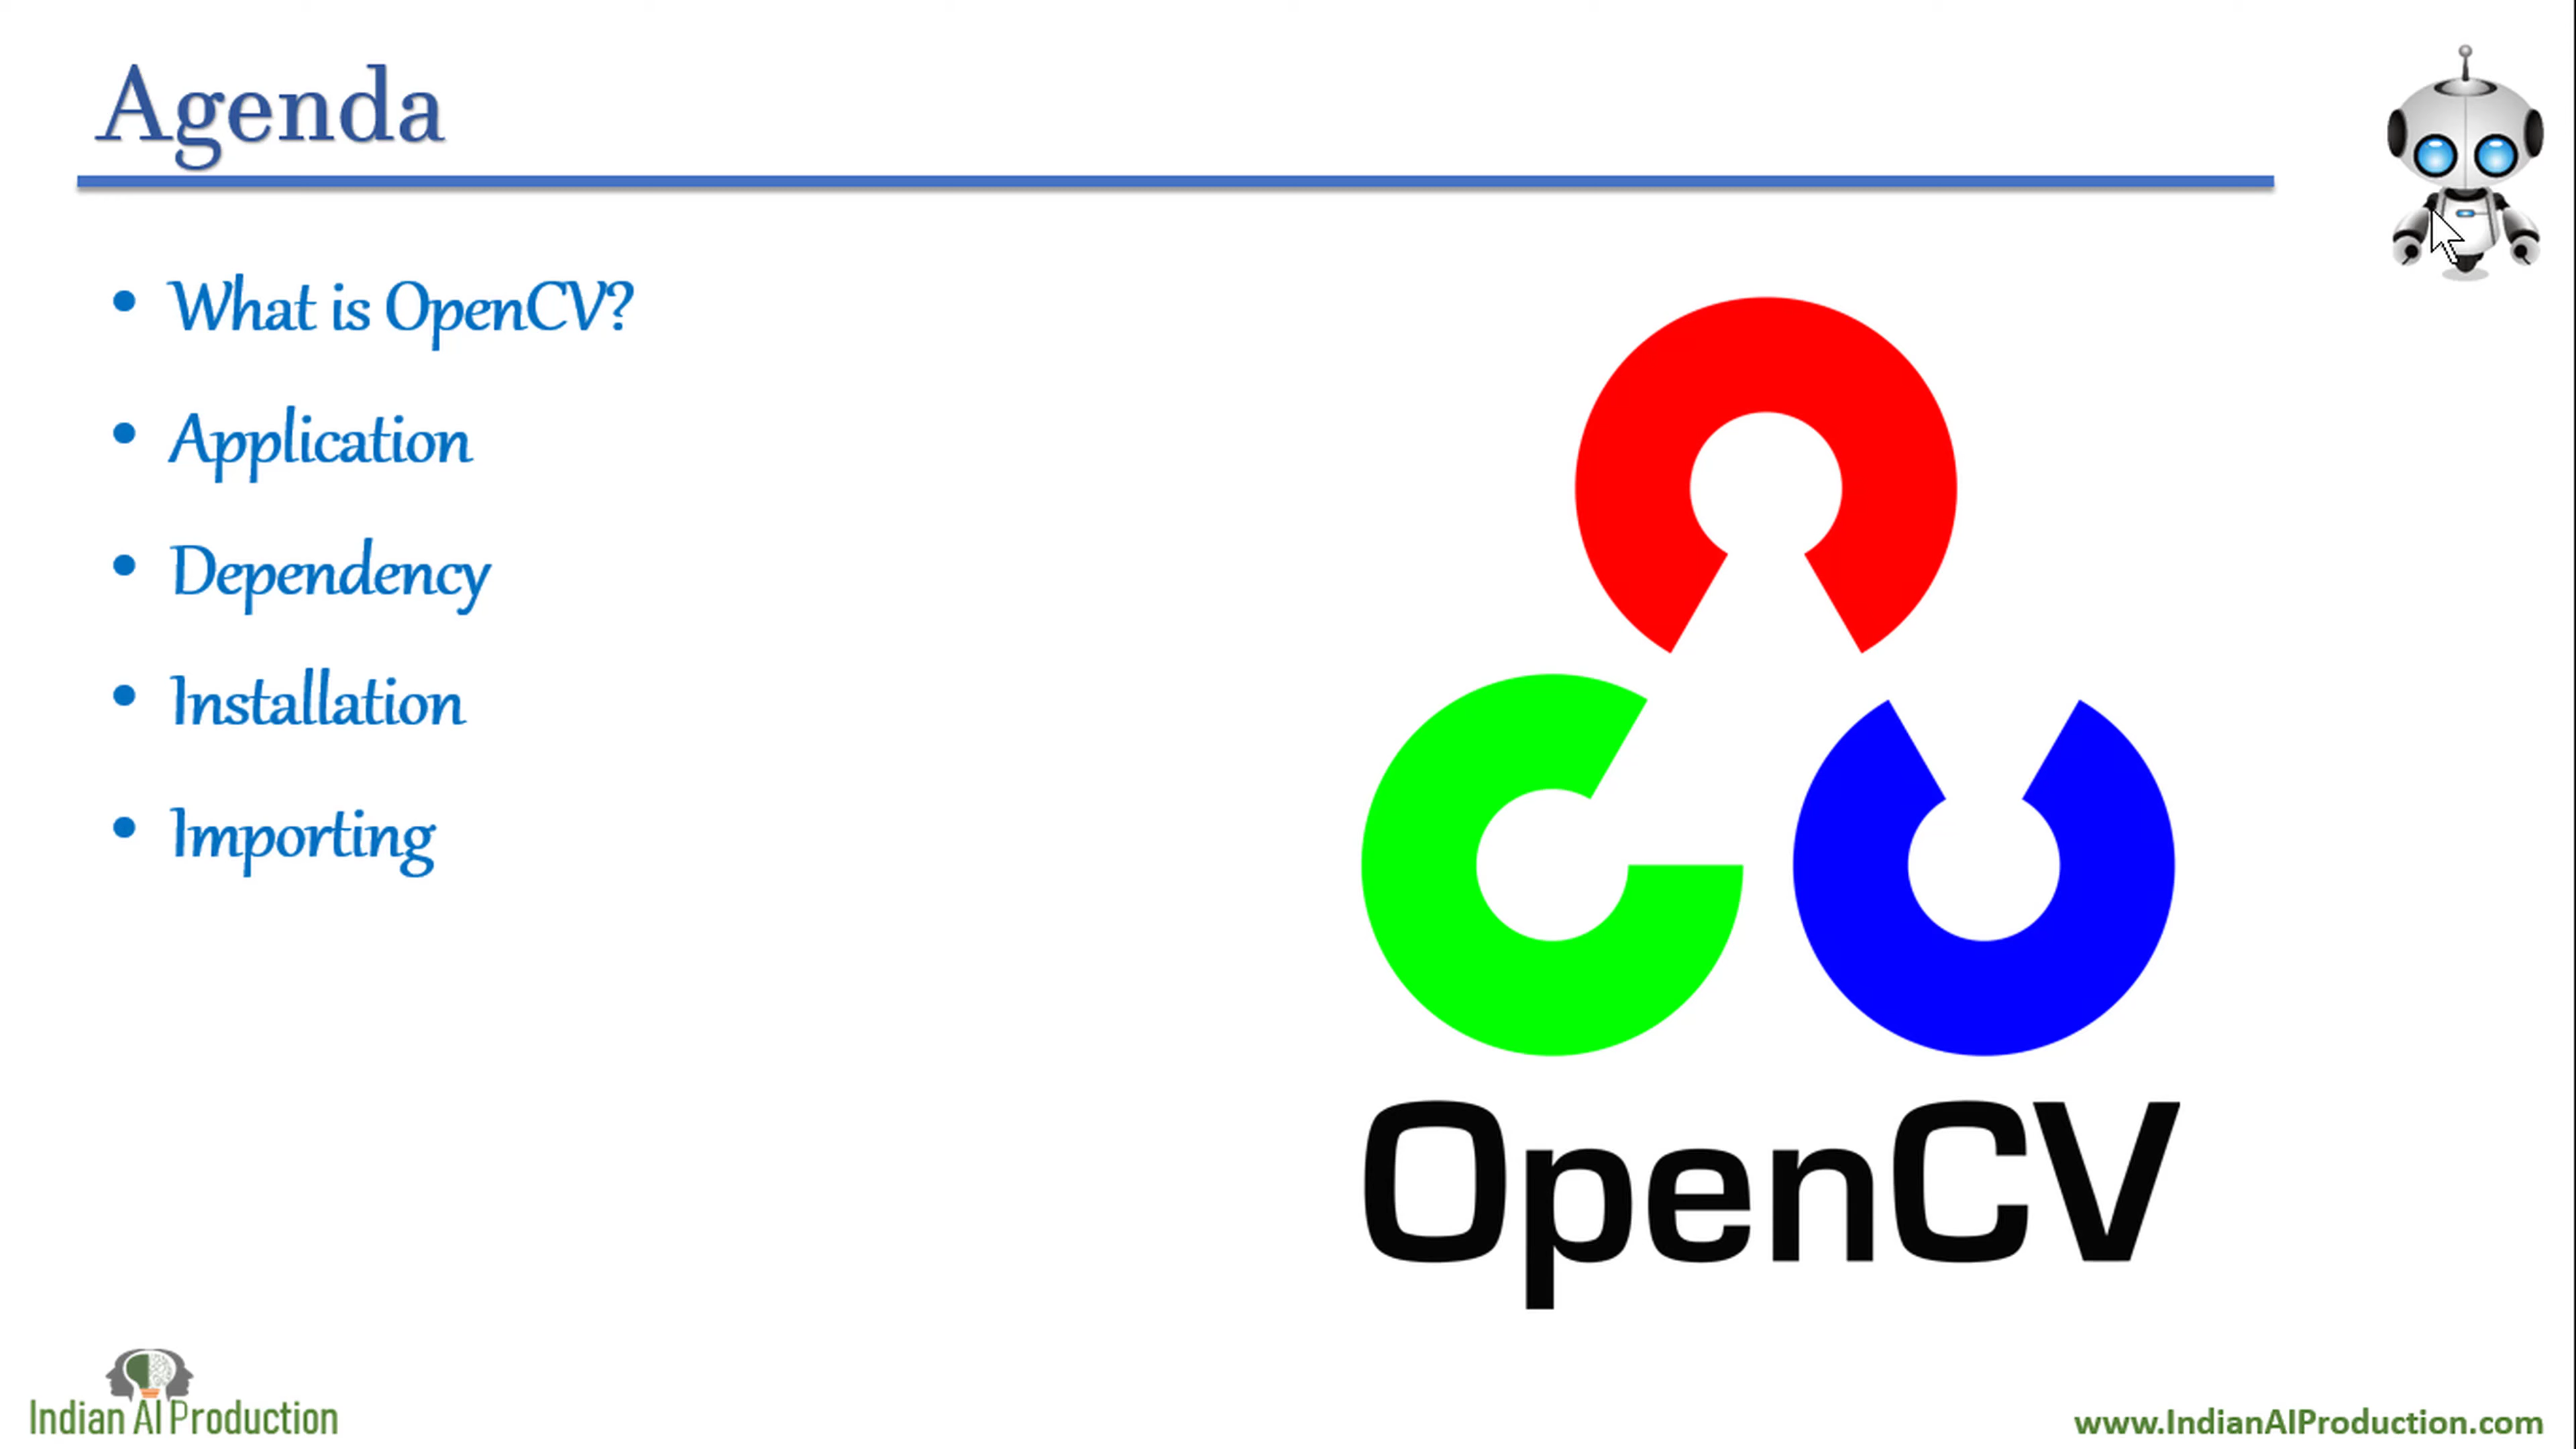 Agenda
• What is OpenCV?
• Application
• Dependency
• Installation
• Importing
OpenCV
Indian AI Production
www.IndianAIProduction.com